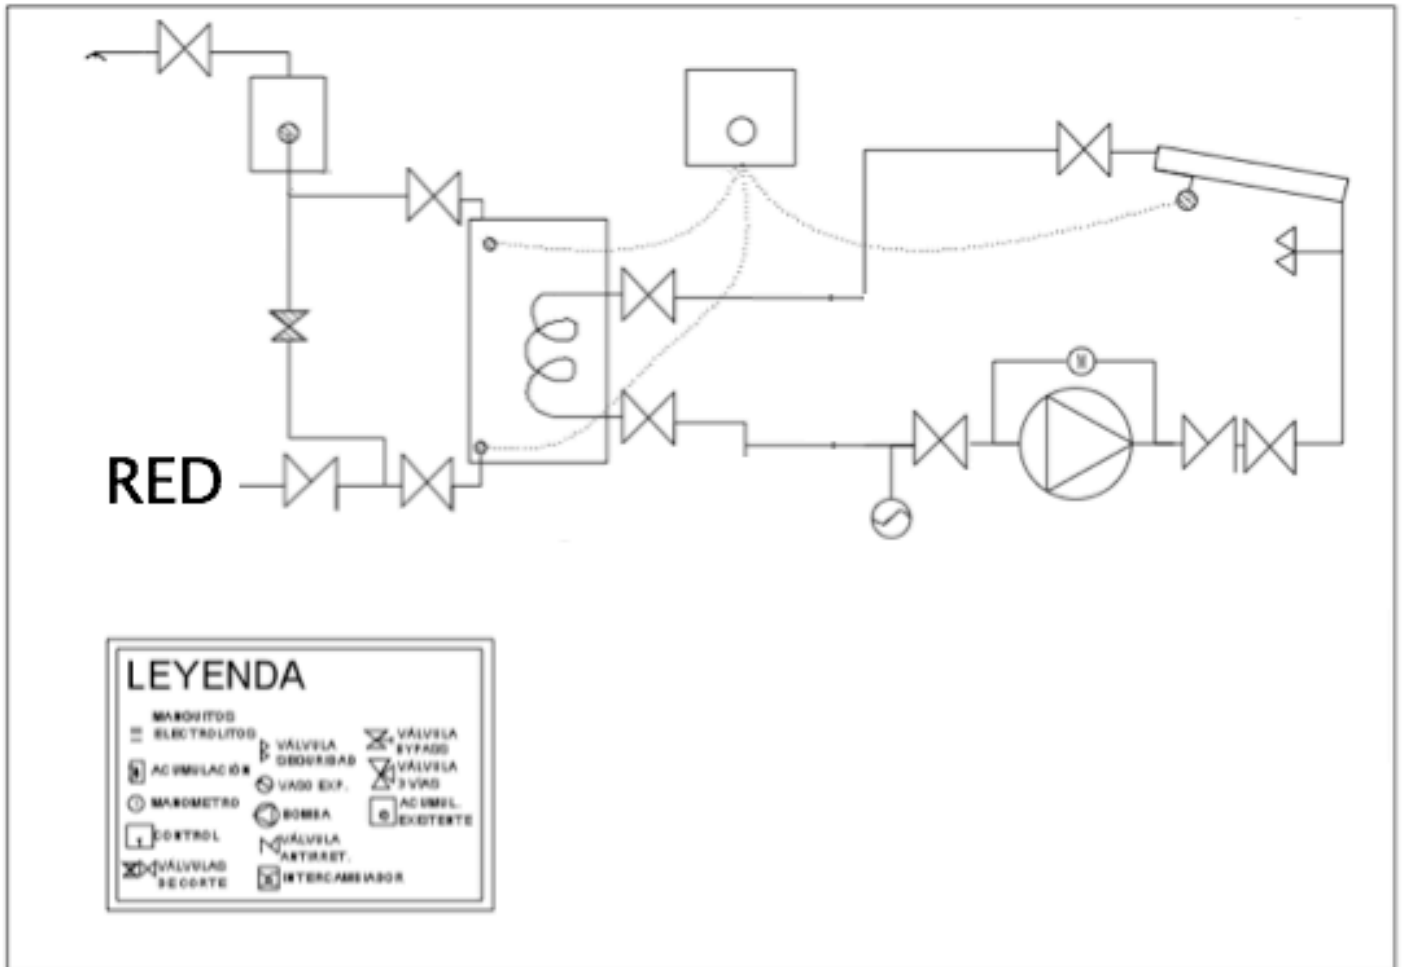 RED
LEYENDA
MANGUITOS
ELECTROLITOS
ACUMULACIÓN
MANOMETRO
CONTROL
VÁLVULAS
DE CORTE
VÁLVULA
SEGURIDAD
VASO EXP.
BOMBA
VÁLVULA
ANTIRRET.
INTERCAMBIADOR
VÁLVULA
BYPASS
VÁLVULA
3 VÍAS
ACUMUL.
EXISTENTE